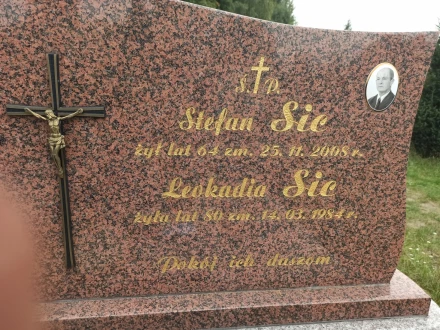 Ś. P.
Stefan Sic
żył lat 64 zm. 25. 11. 2008 r.
Leokadia Sic
żyła lat 80 zm. 14. 03. 1984 r.
Pokój ich duszom